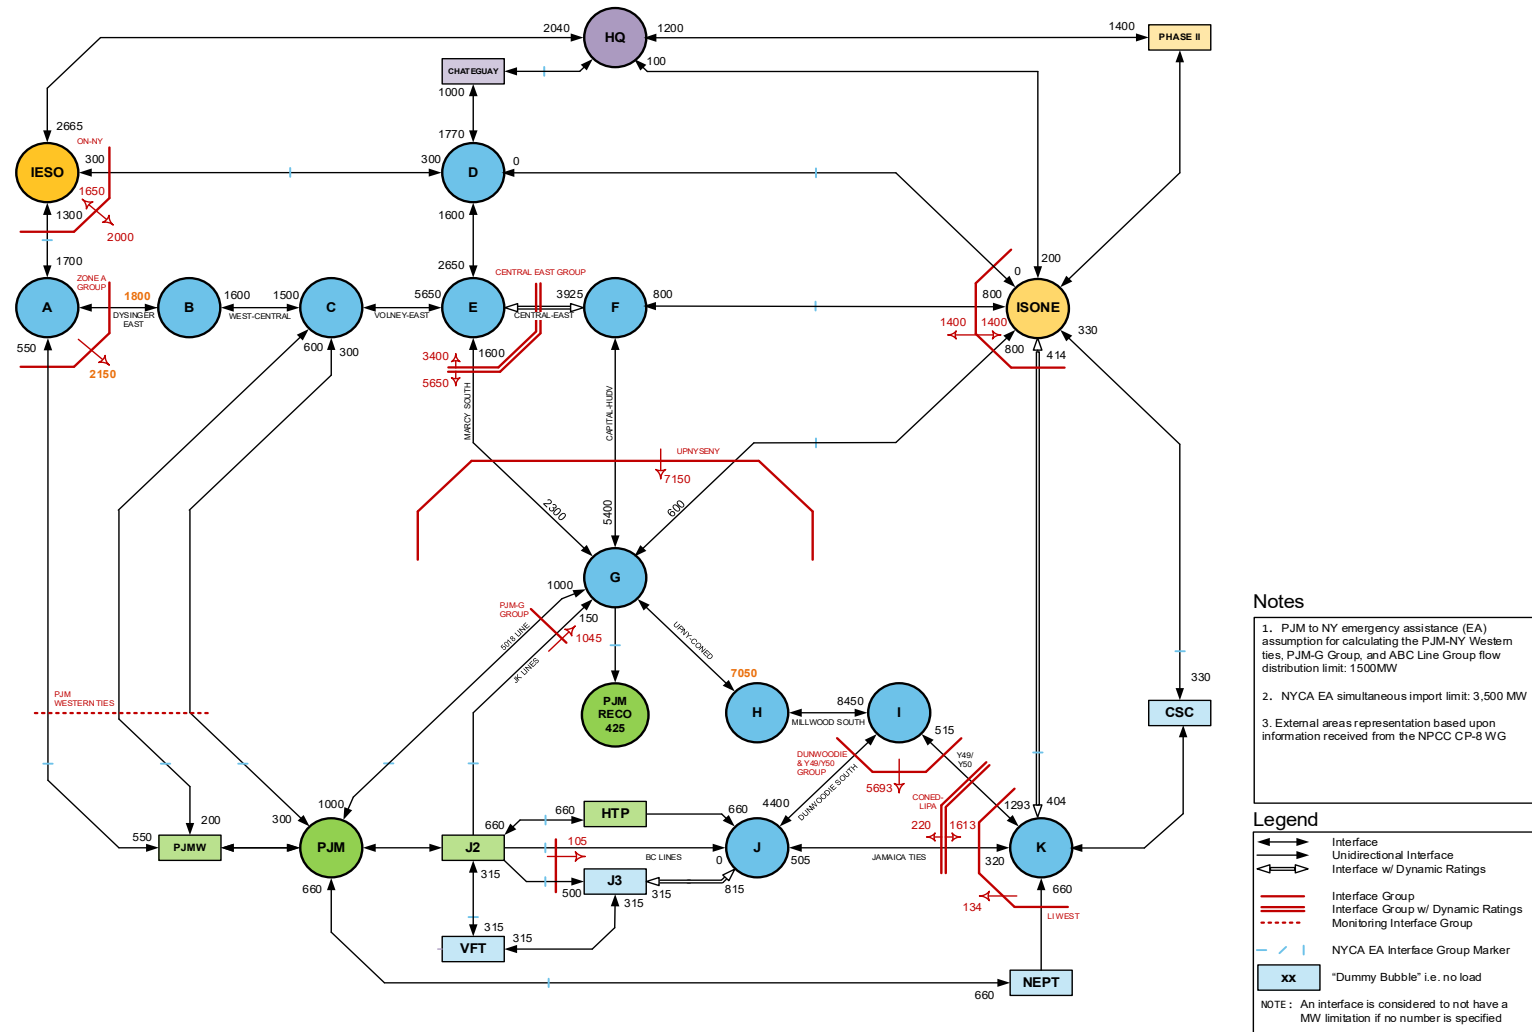 2040
HQ
1200
1400
PHASE II
100
CHATEGUAY
1000
2665
ON-NY
1770
IESO
300
300
D
0
1650
1300
2000
1600
1700
2650
200
0
ZONE A
GROUP
CENTRAL EAST GROUP
A
1800
B
1600
1500
C
5650
E
3925
F
800
800
ISONE
DYSINGER
EAST
WEST-CENTRAL
VOLNEY-EAST
CENTRAL-EAST
1400
1400
330
550
600
300
3400
1600
800
414
2150
5650
MARCY SOUTH
CAPITAL-HUDV
UPNYSENY
7150
2300
5400
600
G
1000
PJM-G
GROUP
150
1045
5018 LINE
JK LINES
UPNY-CONED
7050
PJM
RECO
425
H
8450
I
MILLWOOD SOUTH
515
330
CSC
PJM
WESTERN TIES
DUNWOODIE
& Y49/Y50
GROUP
DUNWOODIE SOUTH
5693
Y49/
Y50
CONED-
LIPA
1000
300
200
550
PJMW
PJM
660
660
J2
660
HTP
660
4400
J
105
BC LINES
0
505
220
1613
JAMAICA TIES
1293
404
320
K
660
315
500
J3
315
815
315
134
LI WEST
315
VFT
315
660
NEPT
Notes
1. PJM to NY emergency assistance (EA)
assumption for calculating the PJM-NY Western
ties, PJM-G Group, and ABC Line Group flow
distribution limit: 1500MW
2. NYCA EA simultaneous import limit: 3,500 MW
3. External areas representation based upon
information received from the NPCC CP-8 WG
Legend
Interface
Unidirectional Interface
Interface w/ Dynamic Ratings
Interface Group
Interface Group w/ Dynamic Ratings
Monitoring Interface Group
NYCA EA Interface Group Marker
xx
"Dummy Bubble" i.e. no load
NOTE: An interface is considered to not have a
MW limitation if no number is specified